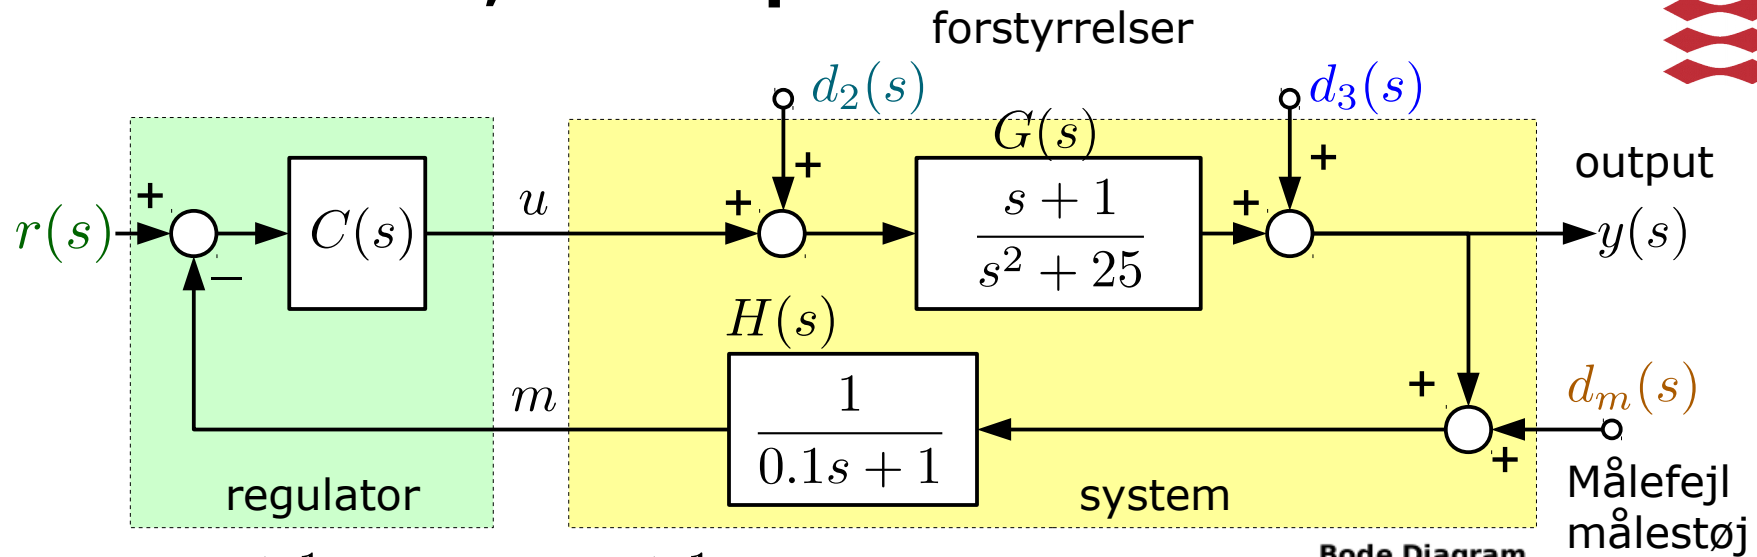 forstyrrelser
d₂(s)
d₃(s)
G(s)
+
+
+
+
+
output
r(s)
C(s)
u
s + 1
s² + 25
y(s)
−
H(s)
m
1
0.1s + 1
+
dₘ(s)
+
regulator
system
Målefejl
målestøj
Bode Diagram